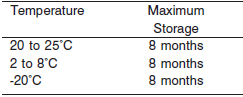 Temperature Maximum
Storage
20 to 25˚C 8 months
2 to 8˚C 8 months
-20˚C 8 months